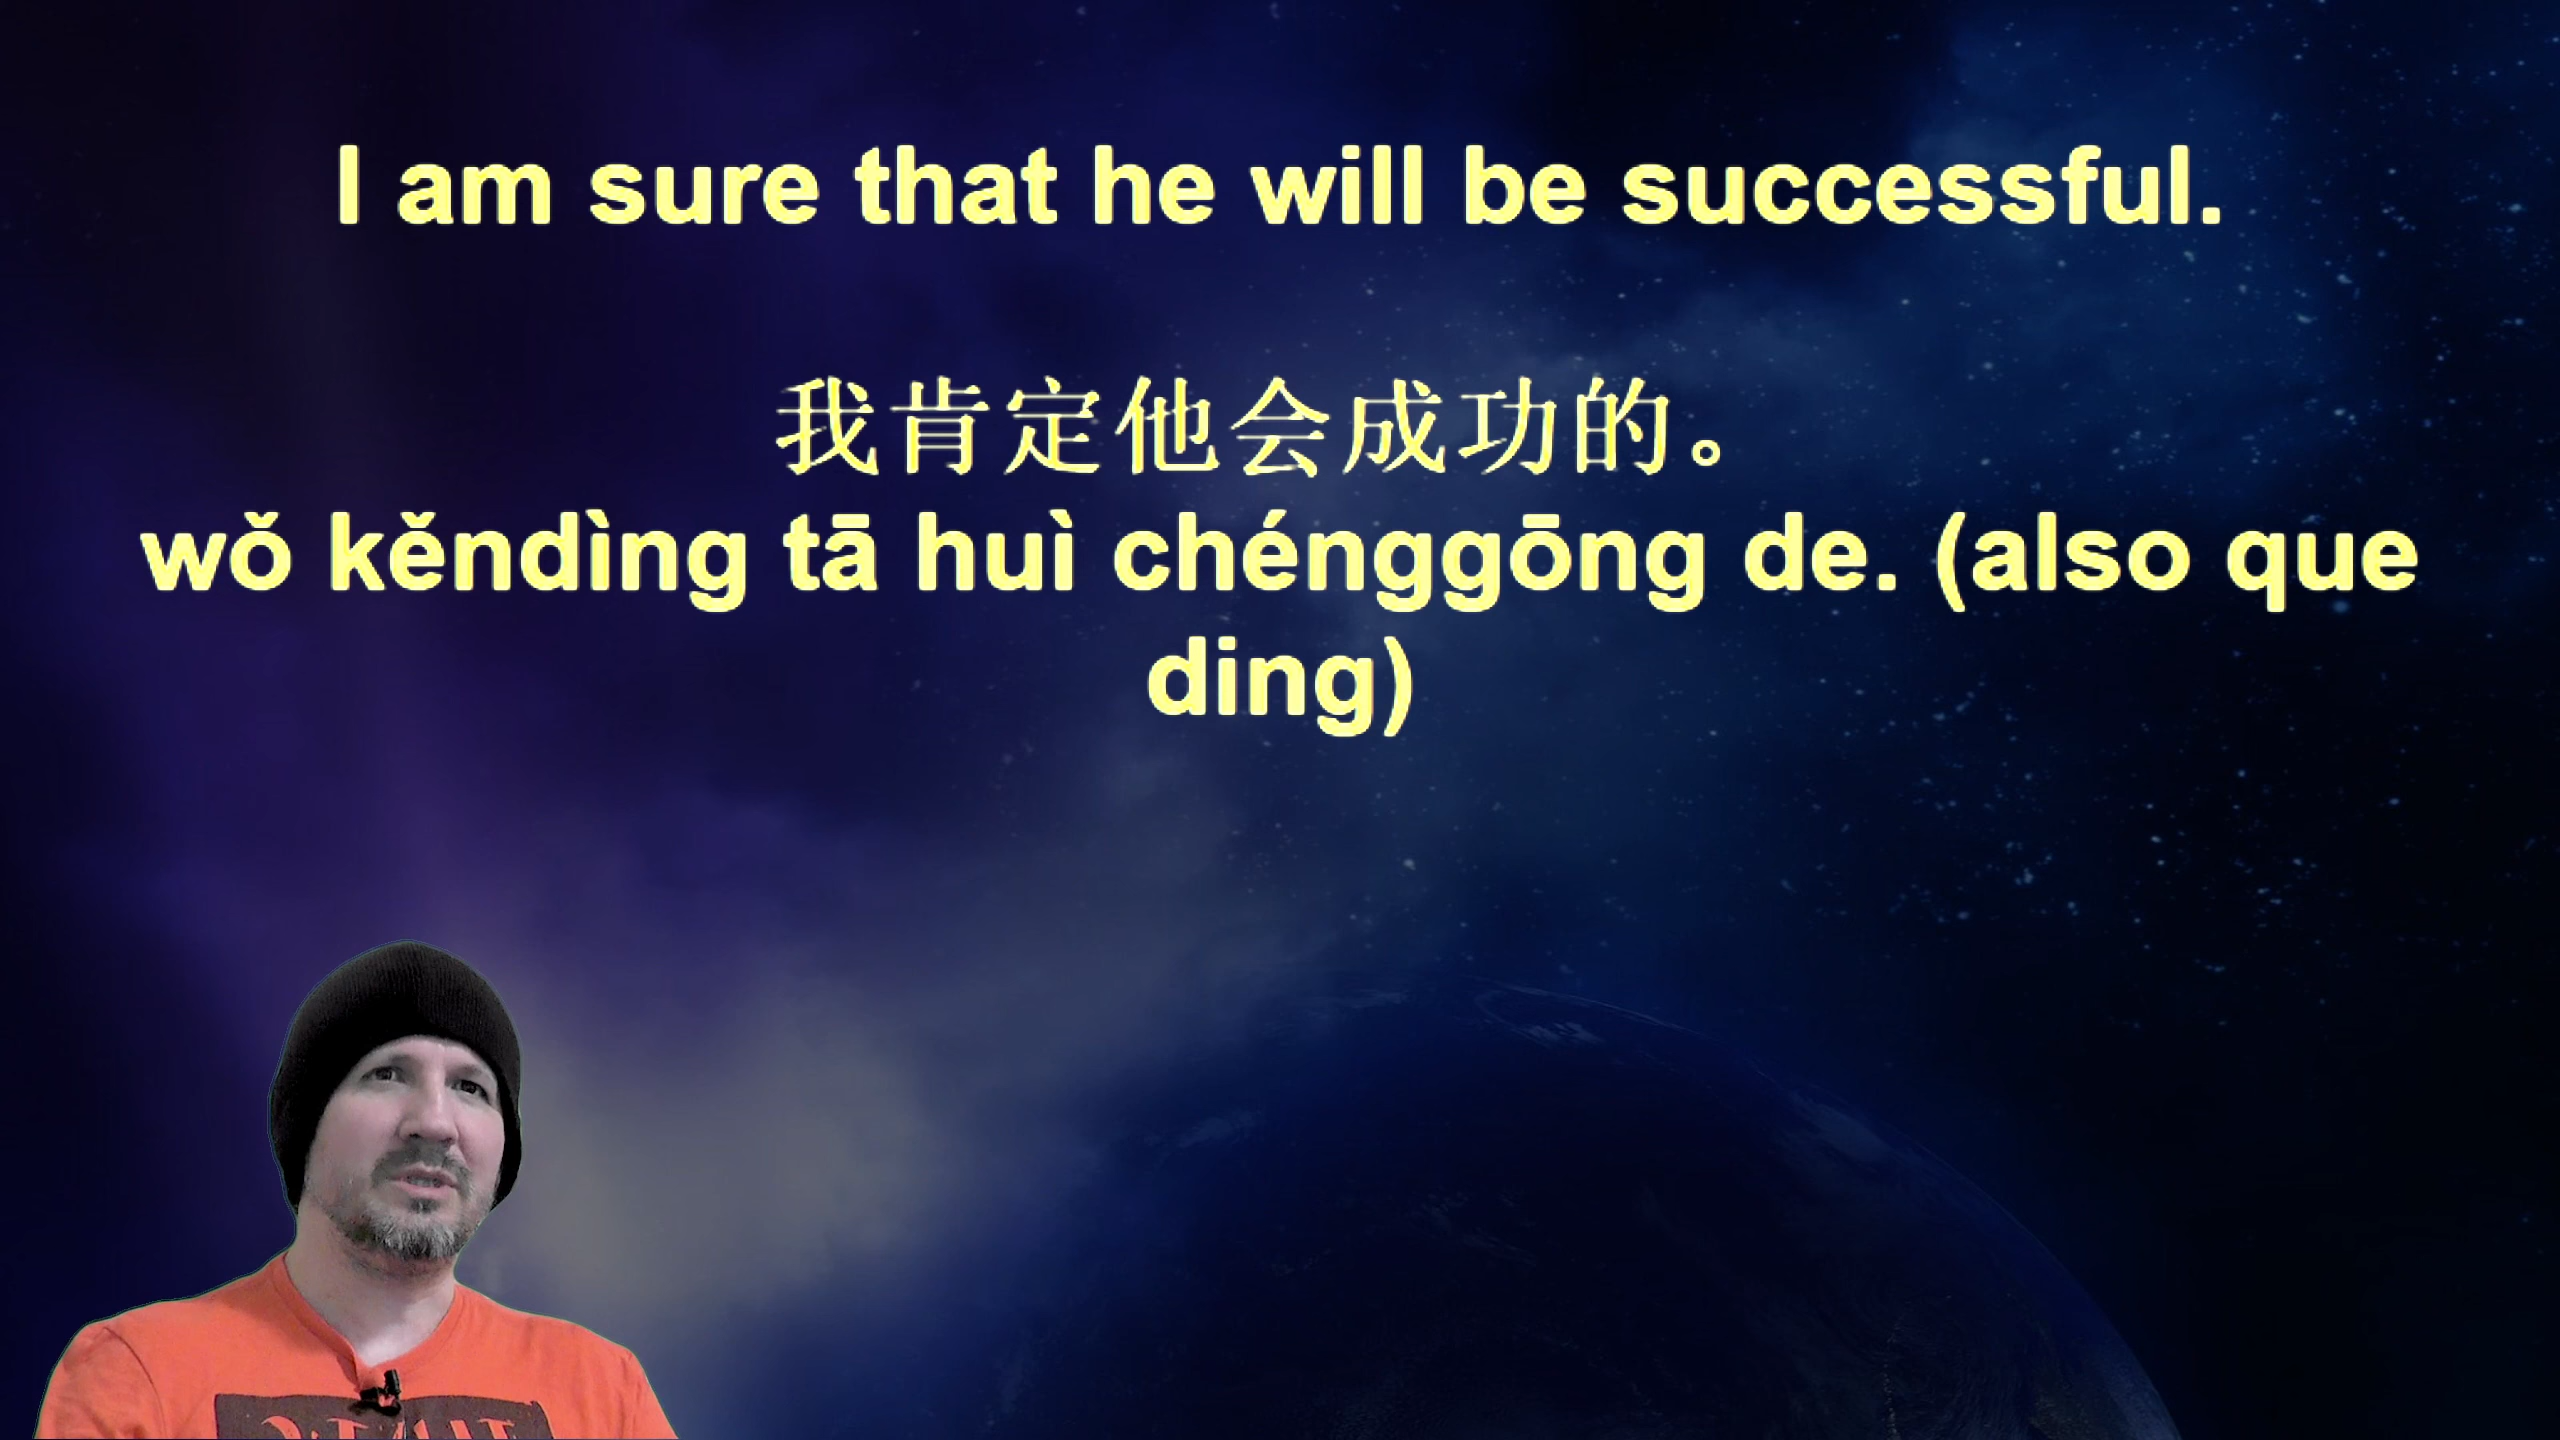 I am sure that he will be successful.
我肯定他会成功的。
wǒ kěndìng tā huì chénggōng de. (also que
ding)